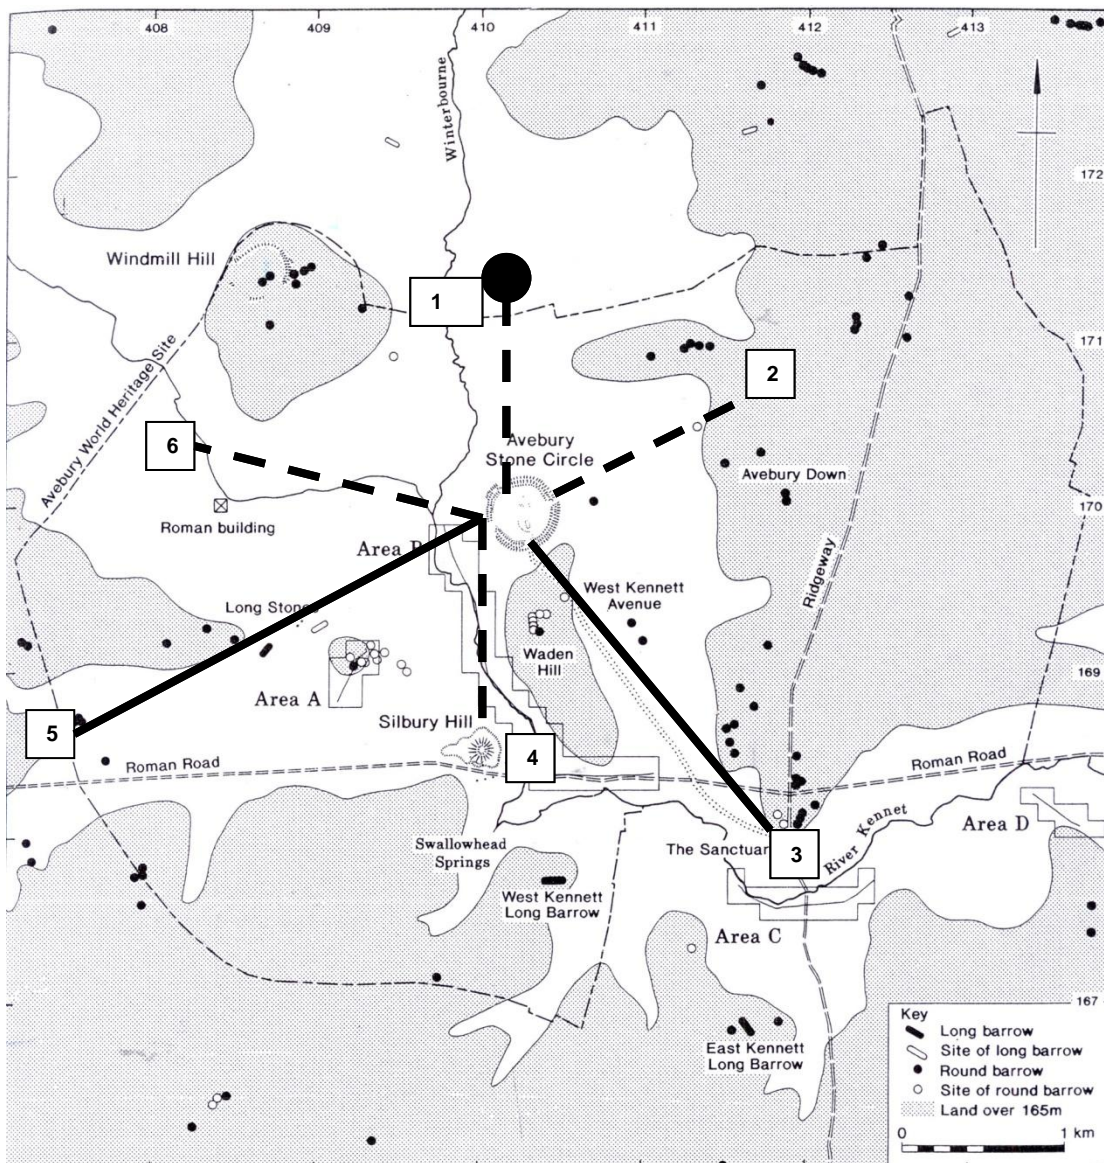 408
409
410
411
412
413
Winterbourne
172
Windmill Hill
1
171
Avebury World Heritage Site
2
6
Avebury
Stone Circle
Avebury Down
170
Roman building
Area
Ridgeway
West Kennett
Avenue
Long Stones
Waden
Hill
169
Area A
Silbury Hill
5
4
Roman Road
Roman Road
River Kennet
Area D
Swallowhead
Springs
The Sanctuar
3
West Kennett
Long Barrow
Area C
167
East Kennett
Long Barrow
Key
Long barrow
Site of long barrow
Round barrow
Site of round barrow
Land over 165m
0 1 km